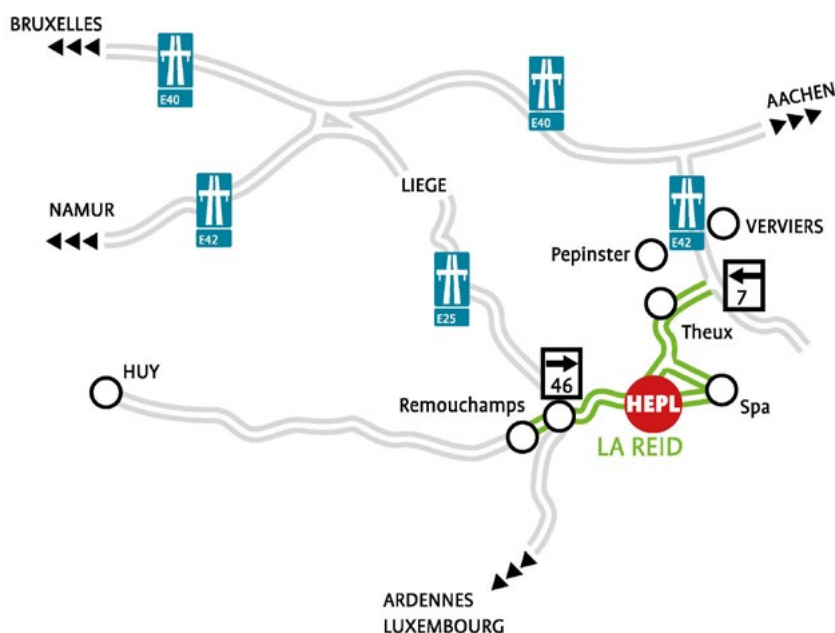 BRUXELLES
E40
E40
AACHEN
LIEGE
NAMUR
E42
E42
VERVIERS
Pepinster
7
E25
Theux
HUY
46
Remouchamps
HEPL
Spa
LA REID
ARDENNES
LUXEMBOURG